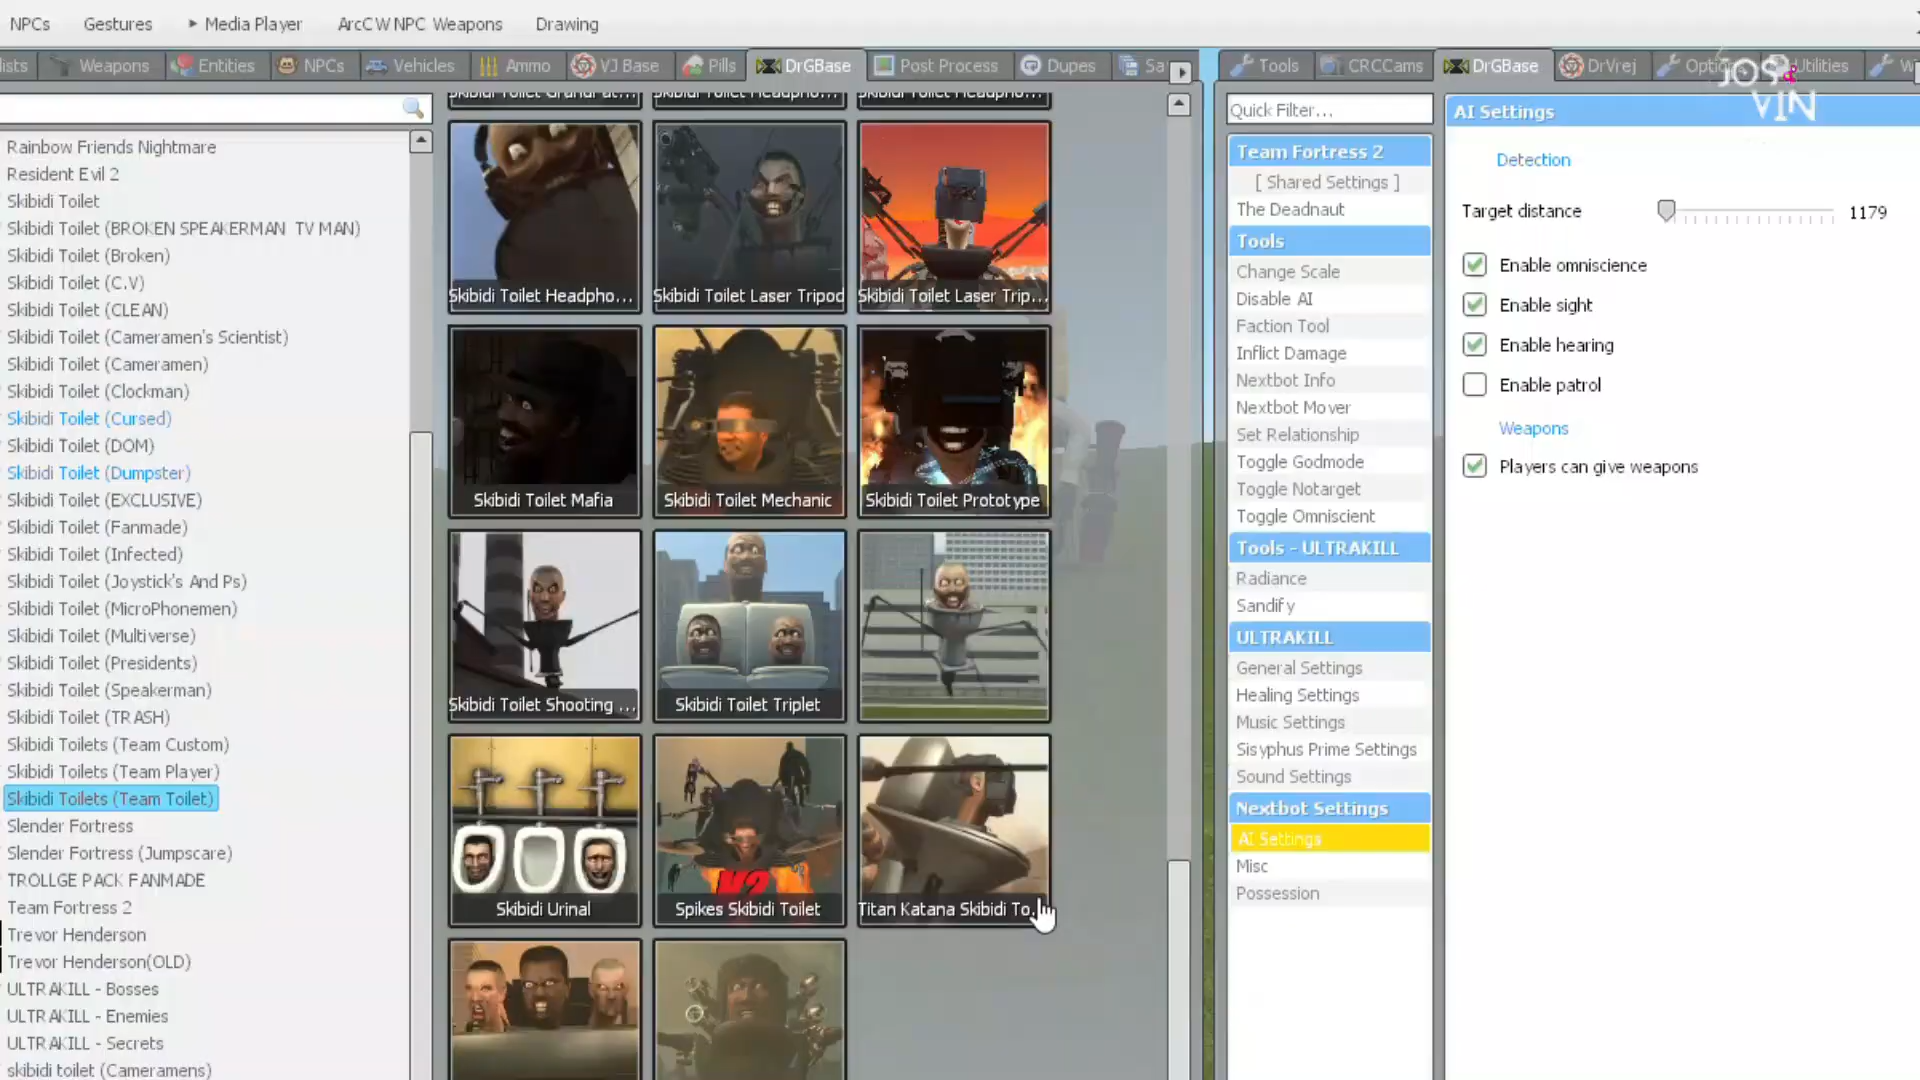 NPCs Gestures Media Player ArcCW NPC Weapons Drawing
lists Weapons Entities NPCs Vehicles Ammo VJ Base Pills DrGBase Post Process Dupes Sa
Tools CRCCams DrGBase DrVrej Options Utilities
JOS
VIN
Rainbow Friends Nightmare
Resident Evil 2
Skibidi Toilet
Skibidi Toilet (BROKEN SPEAKERMAN TV MAN)
Skibidi Toilet (Broken)
Skibidi Toilet (C.V)
Skibidi Toilet (CLEAN)
Skibidi Toilet (Cameramen's Scientist)
Skibidi Toilet (Cameramen)
Skibidi Toilet (Clockman)
Skibidi Toilet (Cursed)
Skibidi Toilet (DOM)
Skibidi Toilet (Dumpster)
Skibidi Toilet (EXCLUSIVE)
Skibidi Toilet (Fanmade)
Skibidi Toilet (Infected)
Skibidi Toilet (Joystick's And Ps)
Skibidi Toilet (MicroPhonemen)
Skibidi Toilet (Multiverse)
Skibidi Toilet (Presidents)
Skibidi Toilet (Speakerman)
Skibidi Toilet (TRASH)
Skibidi Toilets (Team Custom)
Skibidi Toilets (Team Player)
Skibidi Toilets (Team Toilet)
Slender Fortress
Slender Fortress (Jumpscare)
TROLLGE PACK FANMADE
Team Fortress 2
Trevor Henderson
Trevor Henderson(OLD)
ULTRAKILL - Bosses
ULTRAKILL - Enemies
ULTRAKILL - Secrets
skibidi toilet (Cameramens)
Skibidi Toilet Headpho... Skibidi Toilet Headpho...
Skibidi Toilet Headpho... Skibidi Toilet Laser Tripod Skibidi Toilet Laser Trip...
Skibidi Toilet Mafia Skibidi Toilet Mechanic Skibidi Toilet Prototype
Skibidi Toilet Shooting ... Skibidi Toilet Triplet
Skibidi Urinal Spikes Skibidi Toilet Titan Katana Skibidi To...
Quick Filter...
Team Fortress 2
[ Shared Settings ]
The Deadnaut
Tools
Change Scale
Disable AI
Faction Tool
Inflict Damage
Nextbot Info
Nextbot Mover
Set Relationship
Toggle Godmode
Toggle Notarget
Toggle Omniscient
Tools - ULTRAKILL
Radiance
Sandify
ULTRAKILL
General Settings
Healing Settings
Music Settings
Sisyphus Prime Settings
Sound Settings
Nextbot Settings
AI Settings
Misc
Possession
AI Settings
Detection
Target distance 1179
Enable omniscience
Enable sight
Enable hearing
Enable patrol
Weapons
Players can give weapons